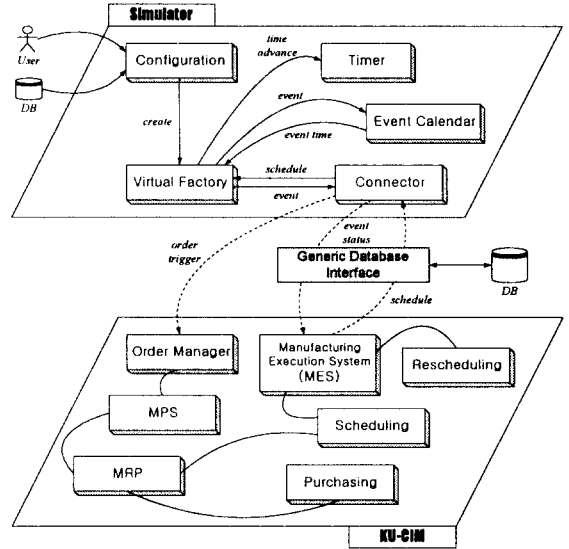 Simulator
User
DB
Configuration
time
advance
Timer
event
Event Calendar
create
event time
Virtual Factory
schedule
event
Connector
order
trigger
event
status
Generic Database
Interface
schedule
DB
Order Manager
Manufacturing
Execution System
(MES)
Rescheduling
MPS
Scheduling
MRP
Purchasing
KU-CIM